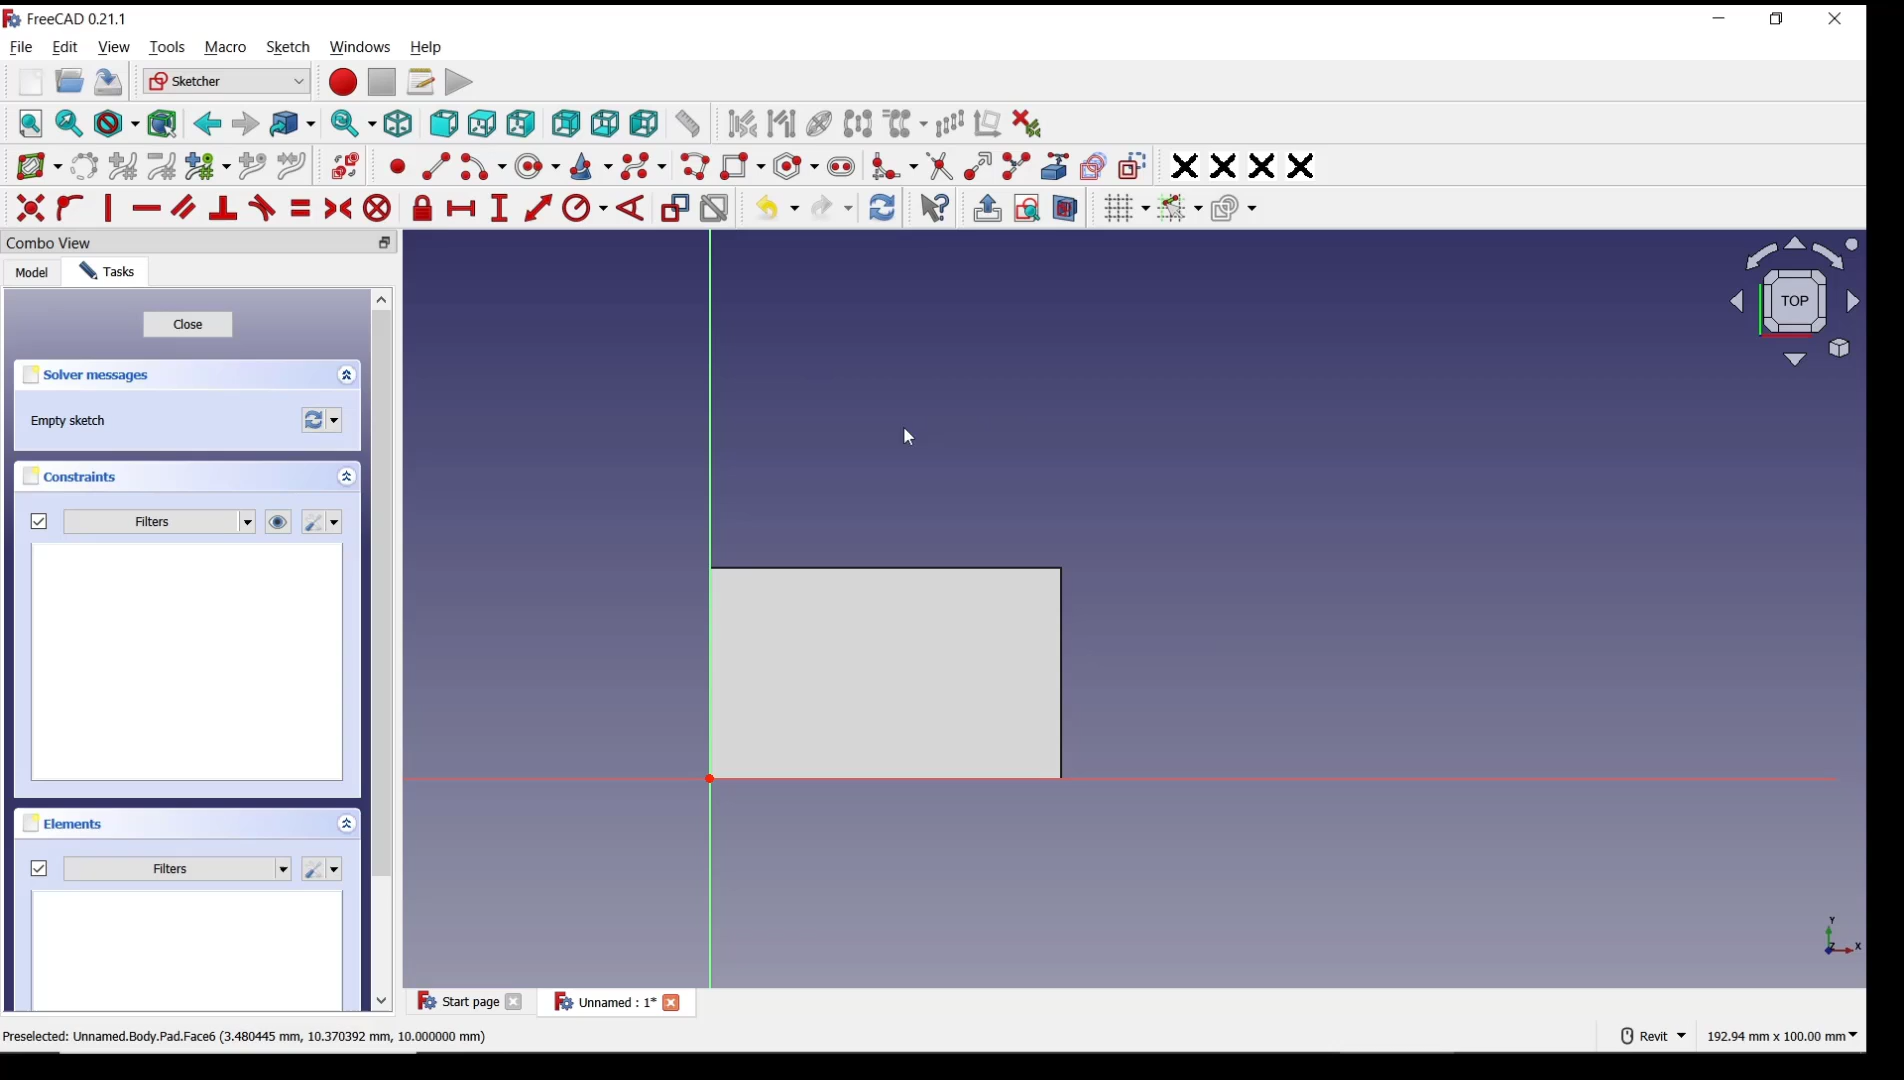 FreeCAD 0.21.1
File Edit View Tools Macro Sketch Windows Help
Sketcher
Combo View
Model Tasks
TOP
Close
Solver messages
Empty sketch
Constraints
Filters
Elements
Filters
Y
Z X
Start page Unnamed : 1*
Preselected: Unnamed.Body.Pad.Face6 (3.480445 mm, 10.370392 mm, 10.000000 mm) Revit 192.94 mm x 100.00 mm